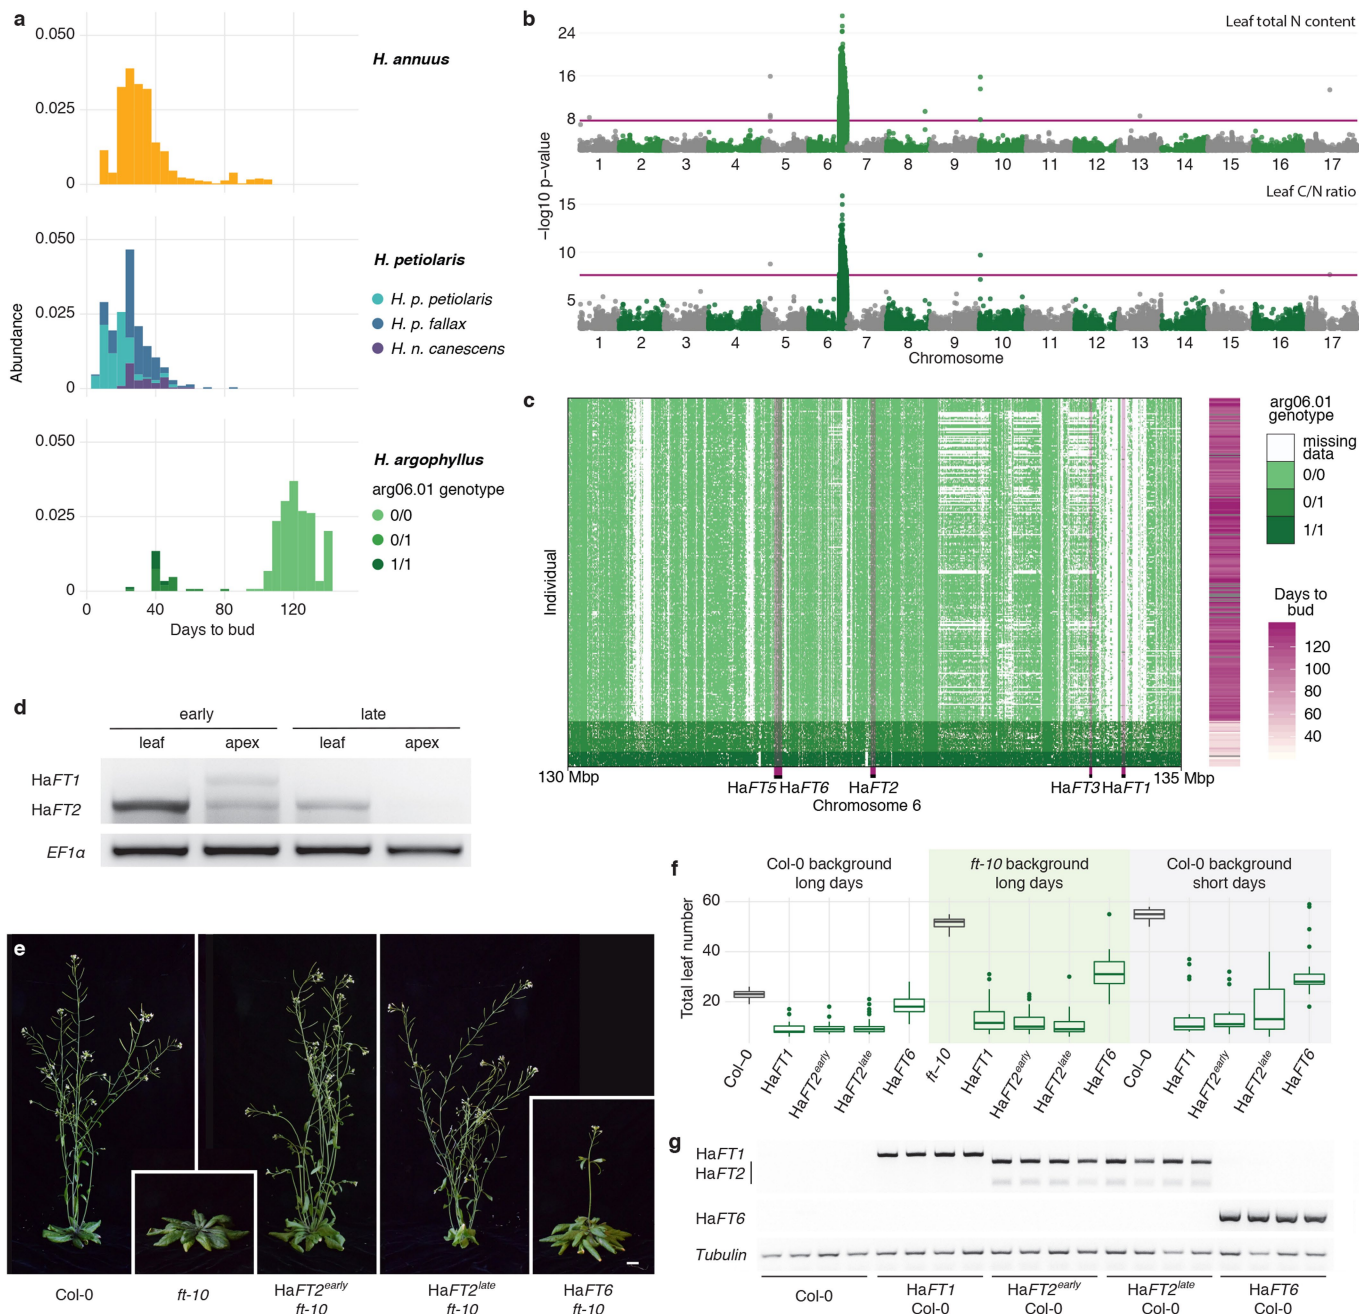 a
0.050
0.025
0
H. annuus
0.050
0.025
0
H. petiolaris
H. p. petiolaris
H. p. fallax
H. n. canescens
Abundance
0.050
0.025
0
H. argophyllus
arg06.01 genotype
0/0
0/1
1/1
0 40 80 120
Days to bud
b
Leaf total N content
24
16
8
1 2 3 4 5 6 7 8 9 10 11 12 13 14 15 16 17
−log10 p−value
Leaf C/N ratio
15
10
5
1 2 3 4 5 6 7 8 9 10 11 12 13 14 15 16 17
Chromosome
c
Individual
130 Mbp
135 Mbp
HaFT5 HaFT6 HaFT2 HaFT3 HaFT1
Chromosome 6
arg06.01
genotype
missing
data
0/0
0/1
1/1
Days to
bud
120
100
80
60
40
d
early late
leaf apex leaf apex
HaFT1
HaFT2
EF1α
e
Col-0
ft-10
HaFT2early
ft-10
HaFT2late
ft-10
HaFT6
ft-10
f
Col-0 background
long days
ft-10 background
long days
Col-0 background
short days
Total leaf number
60
40
20
Col-0 HaFT1 HaFT2early HaFT2late HaFT6 ft-10 HaFT1 HaFT2early HaFT2late HaFT6 Col-0 HaFT1 HaFT2early HaFT2late HaFT6
g
HaFT1
HaFT2
HaFT6
Tubulin
Col-0
HaFT1
Col-0
HaFT2early
Col-0
HaFT2late
Col-0
HaFT6
Col-0